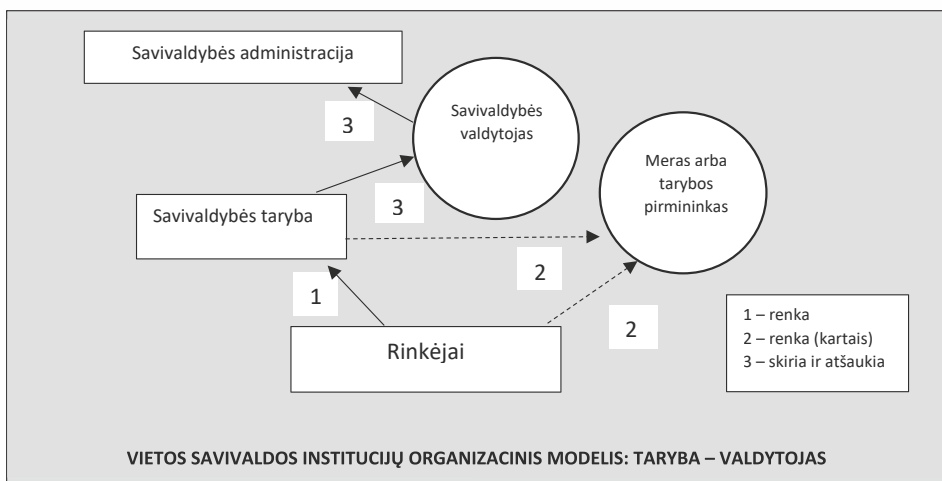 Savivaldybės administracija
Savivaldybės
valdytojas
3
Meras arba
tarybos
pirmininkas
Savivaldybės taryba
3
2
1
2
Rinkėjai
1 – renka
2 – renka (kartais)
3 – skiria ir atšaukia
VIETOS SAVIVALDOS INSTITUCIJŲ ORGANIZACINIS MODELIS: TARYBA – VALDYTOJAS